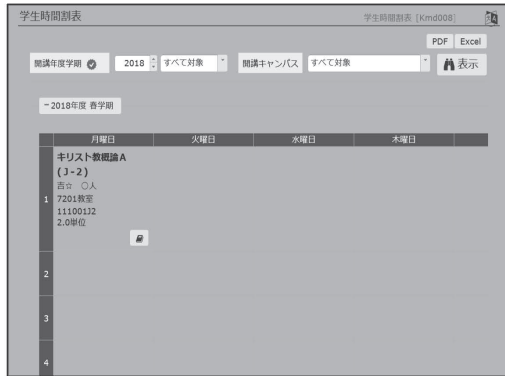 学生時間割表
学生時間割表 [Kmd008]
PDF Excel
開講年度学期 2018 すべて対象 開講キャンパス すべて対象 表示
－2018年度 春学期
月曜日 火曜日 水曜日 木曜日
キリスト教概論A
(J-2)
吉☆ ○人
1 7201教室
111001J2
2.0単位
2
3
4